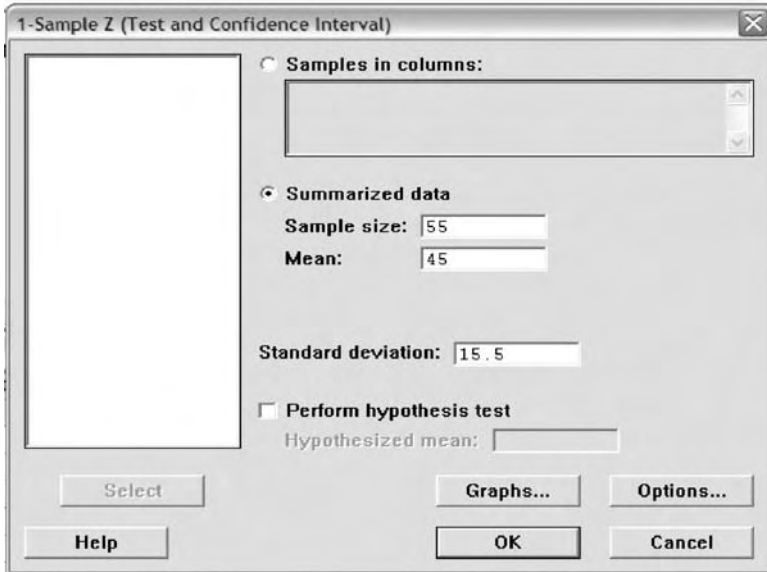 1-Sample Z (Test and Confidence Interval)
Samples in columns:
Summarized data
Sample size: 55
Mean: 45
Standard deviation: 15.5
Perform hypothesis test
Hypothesized mean:
Select
Graphs...
Options...
Help
OK
Cancel